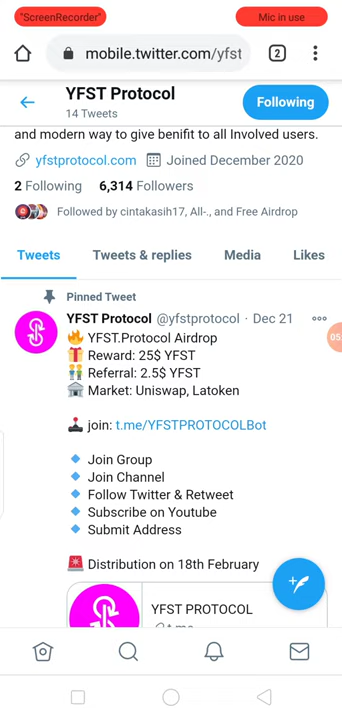 "ScreenRecorder"
Mic in use
mobile.twitter.com/yfst
2
YFST Protocol
14 Tweets
Following
and modern way to give benifit to all Involved users.
yfstprotocol.com Joined December 2020
2 Following 6,314 Followers
Followed by cintakasih17, All-., and Free Airdrop
Tweets Tweets & replies Media Likes
Pinned Tweet
YFST Protocol @yfstprotocol · Dec 21
🔥 YFST.Protocol Airdrop
🎁 Reward: 25$ YFST
👬 Referral: 2.5$ YFST
🏦 Market: Uniswap, Latoken
🕹 join: t.me/YFSTPROTOCOLBot
🔹 Join Group
🔹 Join Channel
🔹 Follow Twitter & Retweet
🔹 Subscribe on Youtube
🔹 Submit Address
🚨 Distribution on 18th February
YFST PROTOCOL